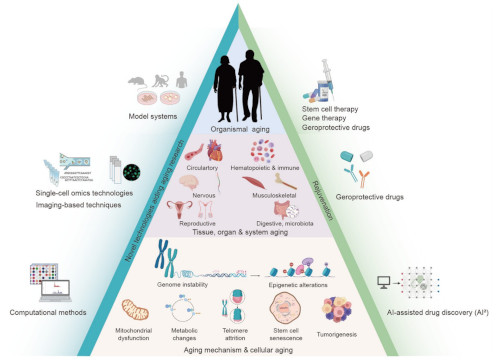 Model systems
Stem cell therapy
Gene therapy
Geroprotective drugs
Organismal aging
Novel technologies aiding aging research
Rejuvenation
Circulartory
Hematopoietic & immune
Single-cell omics technologies
Imaging-based techniques
Nervous
Musculoskeletal
Geroprotective drugs
Reproductive
Digestive, microbiota
Tissue, organ & system aging
Genome instability
Epigenetic alterations
Computational methods
AI-assisted drug discovery (AI²)
Mitochondrial
dysfunction
Metabolic
changes
Telomere
attrition
Stem cell
senescence
Tumorigenesis
Aging mechanism & cellular aging